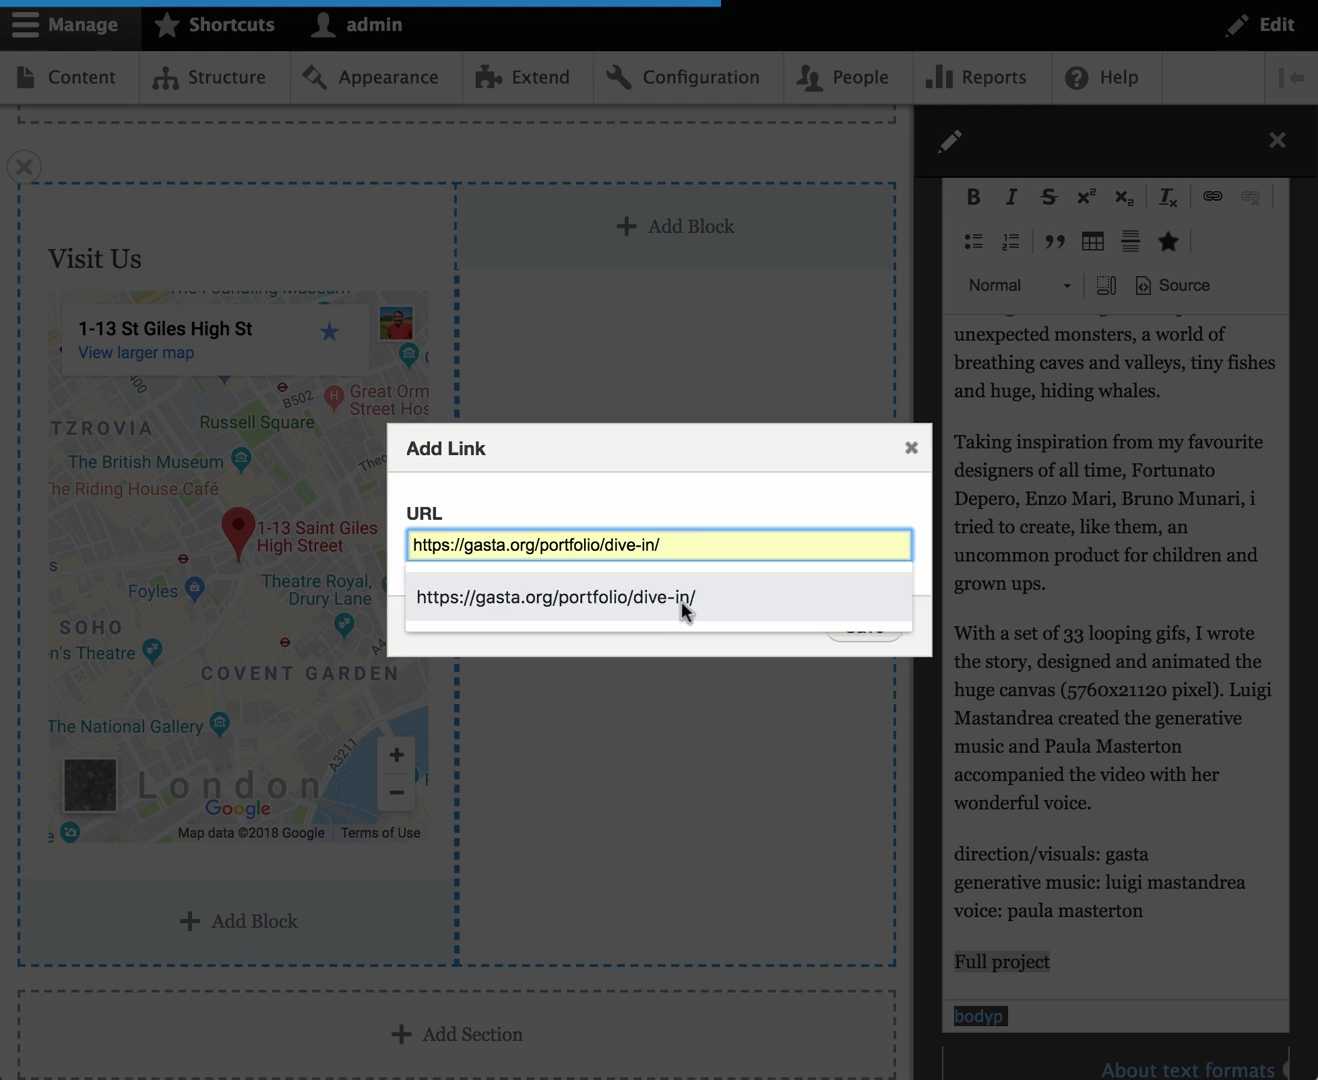 Manage
Shortcuts
admin
Edit
Content
Structure
Appearance
Extend
Configuration
People
Reports
Help
Visit Us
1-13 St Giles High St
View larger map
B502
Great Orm
Street Hos
TZROVIA
Russell Square
The British Museum
The Riding House Café
1-13 Saint Giles
High Street
Theatre Royal,
Drury Lane
Foyles
SOHO
n's Theatre
COVENT GARDEN
The National Gallery
A3211
London
Google
Map data ©2018 Google
Terms of Use
+ Add Block
+ Add Block
+ Add Section
Add Link
URL
https://gasta.org/portfolio/dive-in/
https://gasta.org/portfolio/dive-in/
B I S x² x₂ Tx
Normal
Source
unexpected monsters, a world of
breathing caves and valleys, tiny fishes
and huge, hiding whales.
Taking inspiration from my favourite
designers of all time, Fortunato
Depero, Enzo Mari, Bruno Munari, i
tried to create, like them, an
uncommon product for children and
grown ups.
With a set of 33 looping gifs, I wrote
the story, designed and animated the
huge canvas (5760x21120 pixel). Luigi
Mastandrea created the generative
music and Paula Masterton
accompanied the video with her
wonderful voice.
direction/visuals: gasta
generative music: luigi mastandrea
voice: paula masterton
Full project
bodyp
About text formats